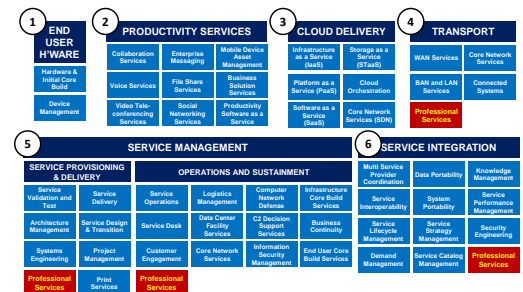 1
END
USER
H'WARE
Hardware &
Initial Core
Build
Device
Management
2
PRODUCTIVITY SERVICES
Collaboration
Services
Enterprise
Messaging
Mobile Device
Asset
Management
Voice Services
File Share
Services
Business
Solution
Services
Video Tele-
conferencing
Services
Social
Networking
Services
Productivity
Software as a
Service
3
CLOUD DELIVERY
Infrastructure
as a Service
(IaaS)
Storage as a
Service
(STaaS)
Platform as a
Service (PaaS)
Cloud
Orchestration
Software as a
Service
(SaaS)
Core Network
Services (SDN)
4
TRANSPORT
WAN Services
Core Network
Services
BAN and LAN
Services
Connected
Systems
Professional
Services
5
SERVICE MANAGEMENT
SERVICE PROVISIONING
& DELIVERY
Service
Validation and
Test
Service
Delivery
Architecture
Management
Service Design
& Transition
Systems
Engineering
Project
Management
Professional
Services
Print
Services
OPERATIONS AND SUSTAINMENT
Service
Operations
Logistics
Management
Computer
Network
Defense
Infrastructure
Core Build
Services
Service Desk
Data Center
Facility
Services
C2 Decision
Support
Services
Business
Continuity
Customer
Engagement
Core Network
Services
Information
Security
Management
End User Core
Build Services
Professional
Services
6
SERVICE INTEGRATION
Multi Service
Provider
Coordination
Data Portability
Knowledge
Management
Service
Interoperability
System
Portability
Service
Performance
Management
Service
Lifecycle
Management
Service
Strategy
Management
Security
Engineering
Demand
Management
Service Catalog
Management
Professional
Services